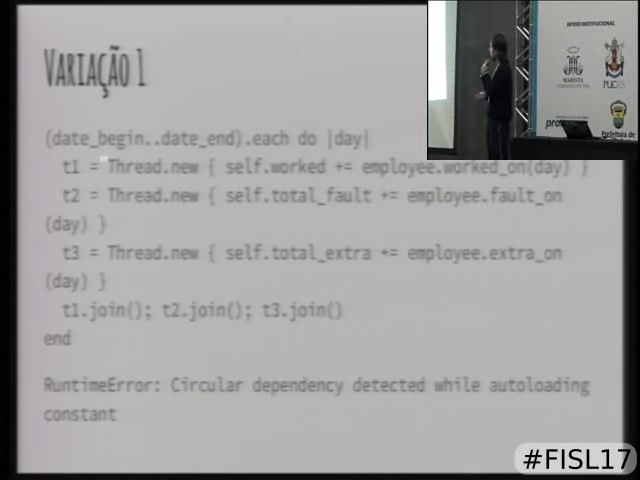 VARIAÇÃO 1
(date_begin..date_end).each do |day|
t1 = Thread.new { self.worked += employee.worked_on(day) }
t2 = Thread.new { self.total_fault += employee.fault_on
(day) }
t3 = Thread.new { self.total_extra += employee.extra_on
(day) }
t1.join(); t2.join(); t3.join()
end
RuntimeError: Circular dependency detected while autoloading
constant
APOIO INSTITUCIONAL
MARISTA
PUCRS
Prefeitura de
#FISL17